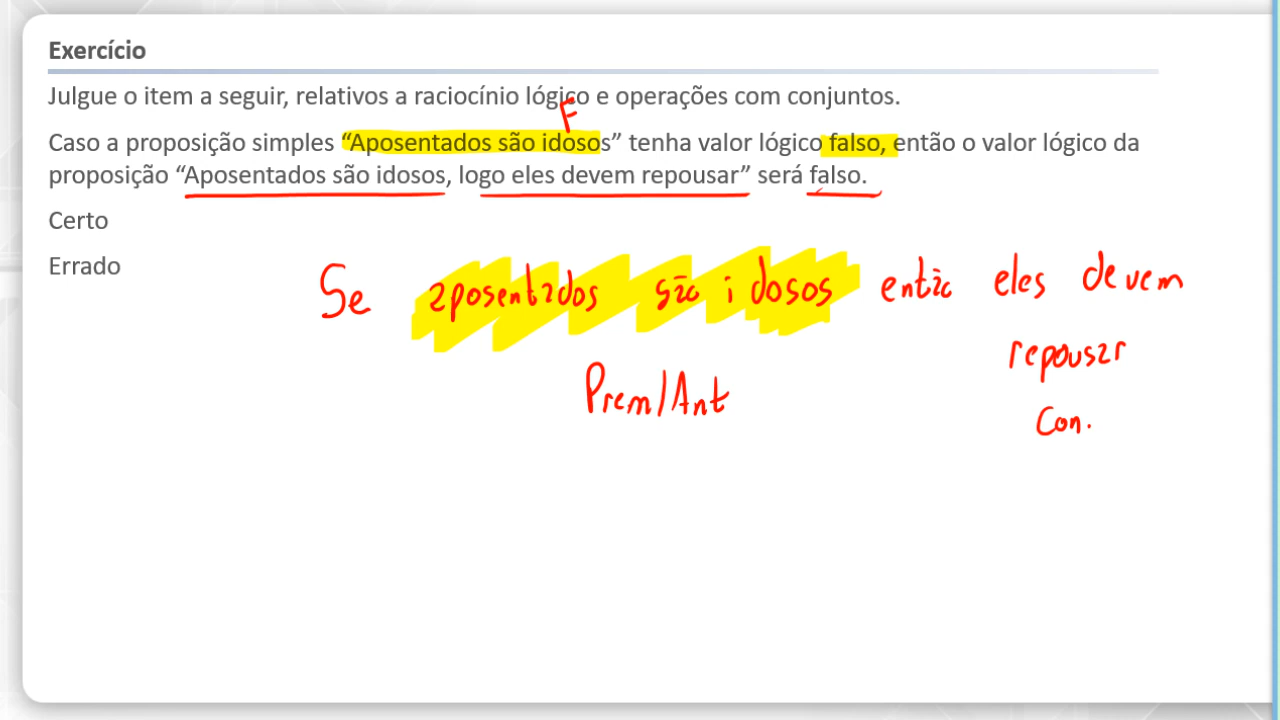 Exercício
Julgue o item a seguir, relativos a raciocínio lógico e operações com conjuntos.
F
Caso a proposição simples “Aposentados são idosos” tenha valor lógico falso, então o valor lógico da
proposição “Aposentados são idosos, logo eles devem repousar” será falso.
Certo
Errado
Se aposentados são idosos então eles devem
repousar
Prem/Ant
Con.